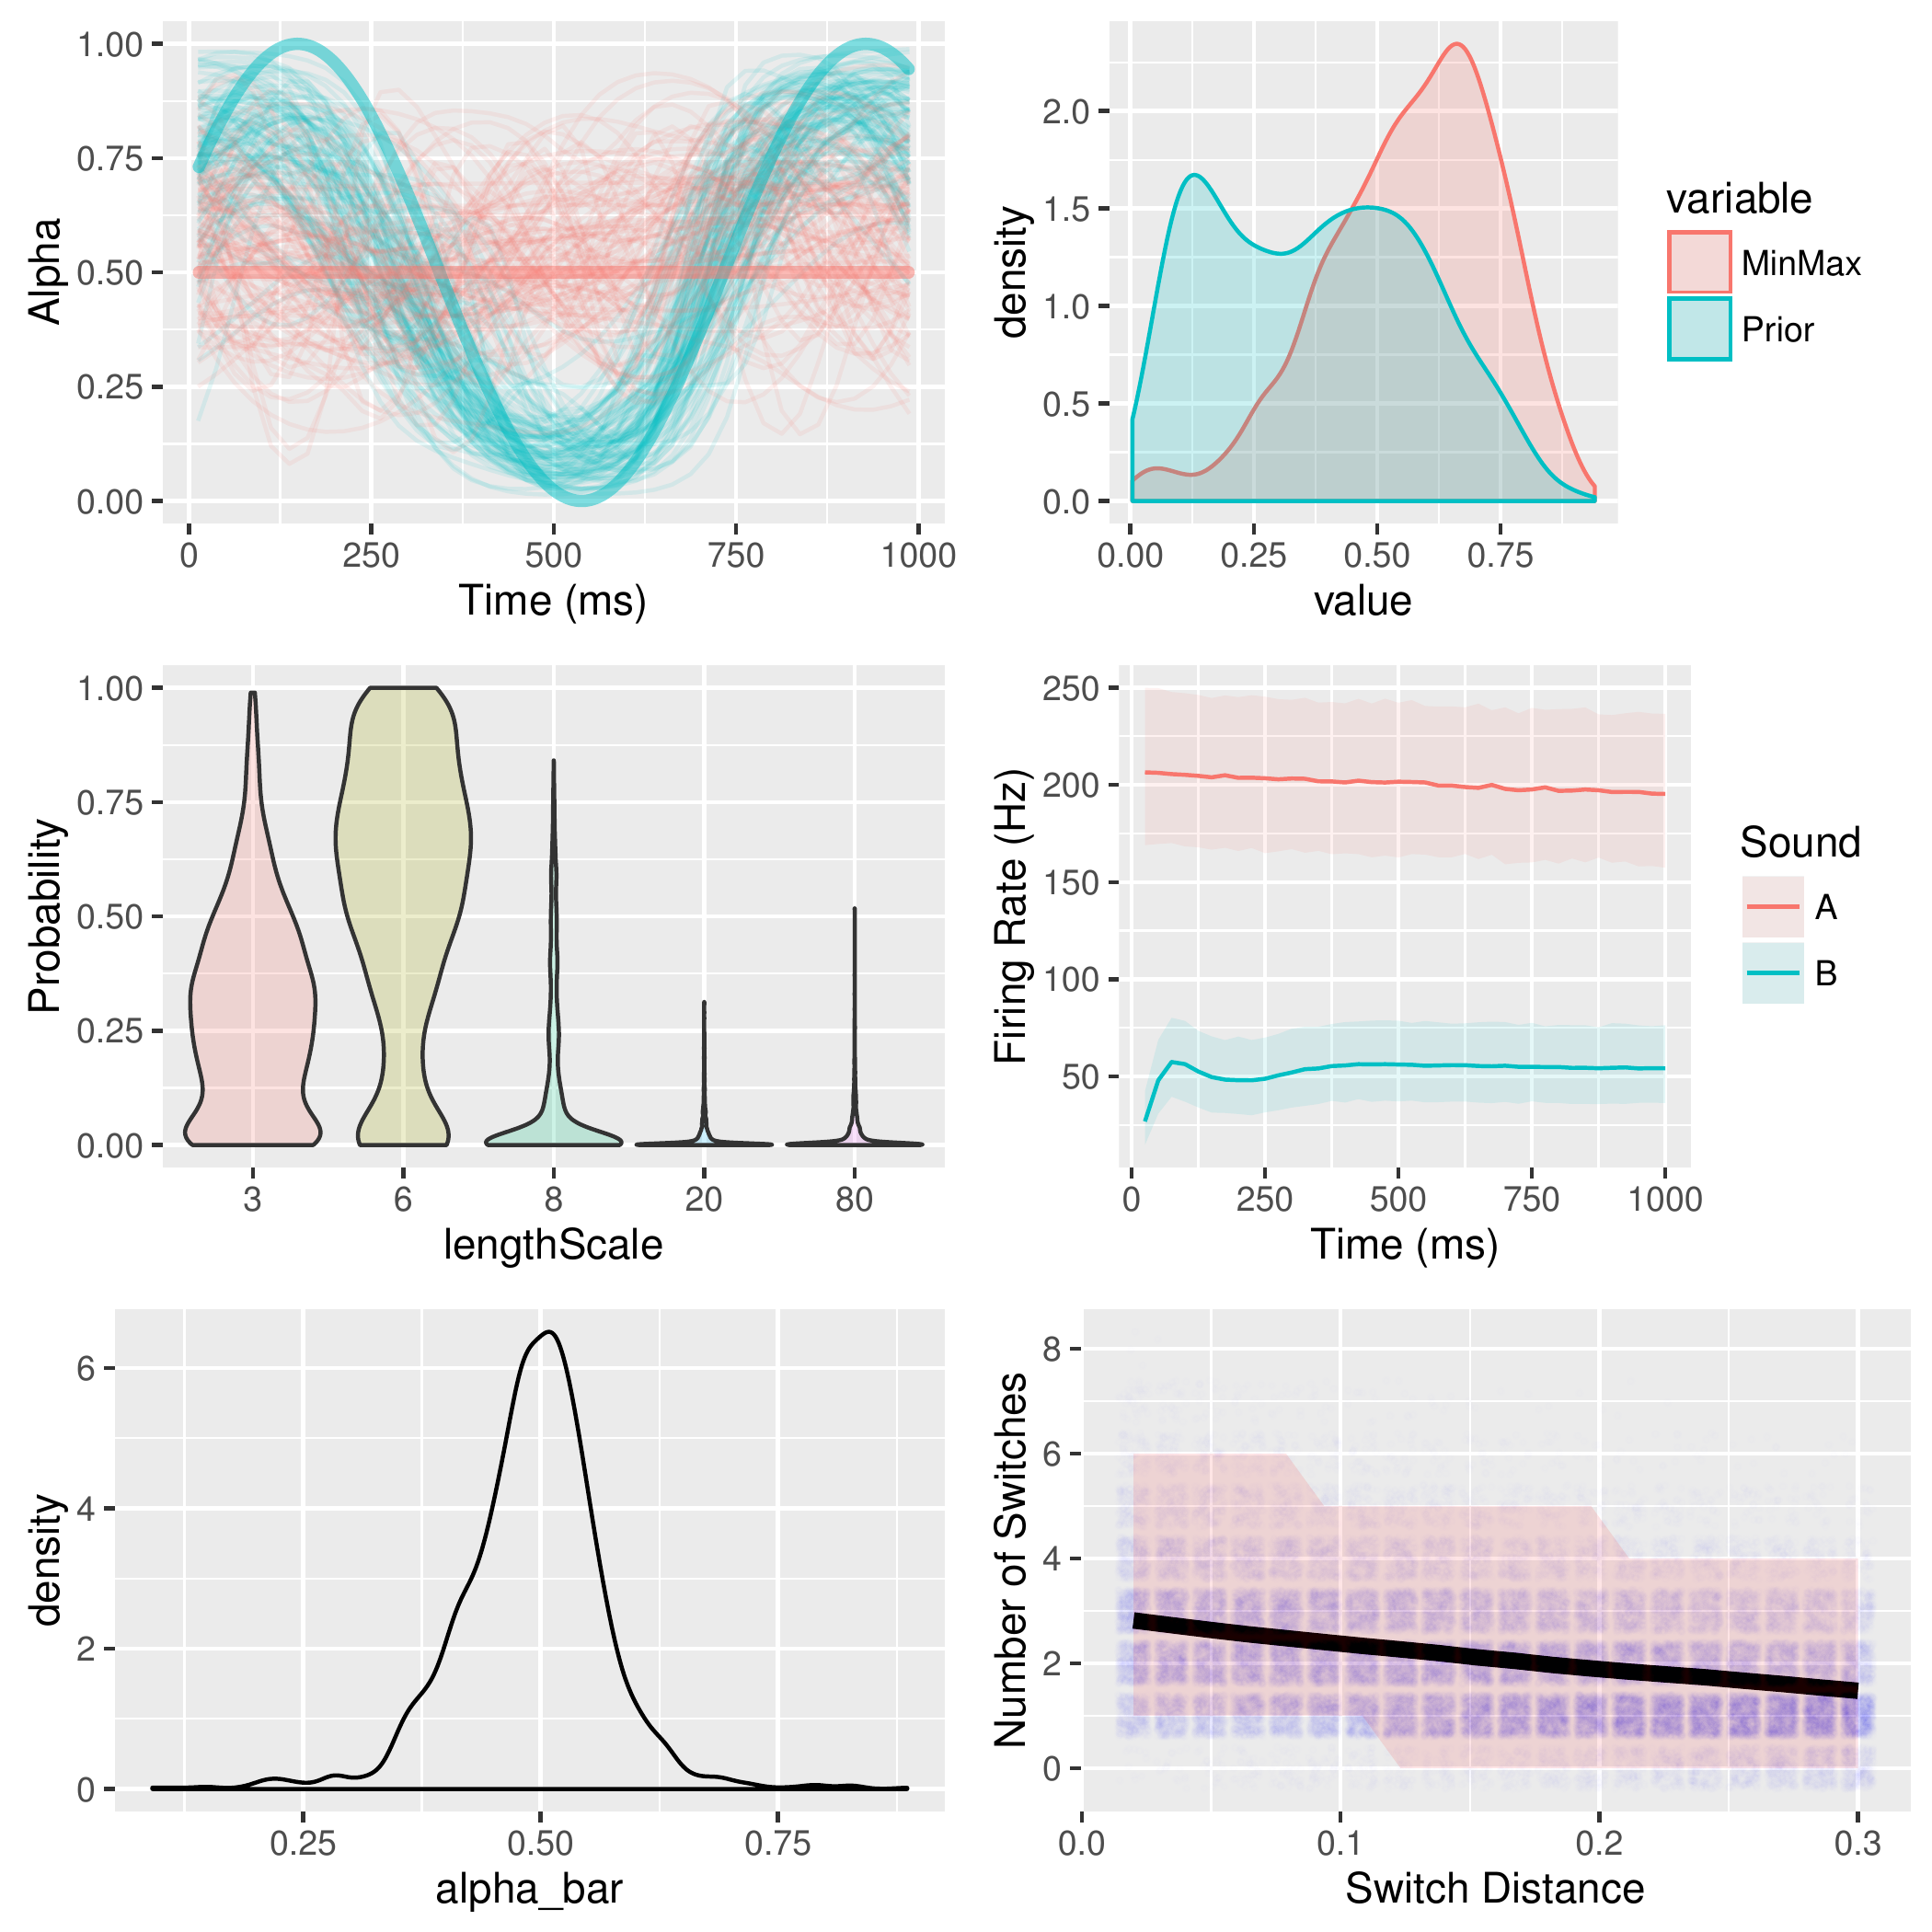 1.00
0.75
0.50
0.25
0.00
Alpha
0 250 500 750 1000
Time (ms)
2.0
1.5
1.0
0.5
0.0
density
0.00 0.25 0.50 0.75
value
variable
MinMax
Prior
1.00
0.75
0.50
0.25
0.00
Probability
3 6 8 20 80
lengthScale
250
200
150
100
50
Firing Rate (Hz)
0 250 500 750 1000
Time (ms)
Sound
A
B
6
4
2
0
density
0.25 0.50 0.75
alpha_bar
8
6
4
2
0
Number of Switches
0.0 0.1 0.2 0.3
Switch Distance